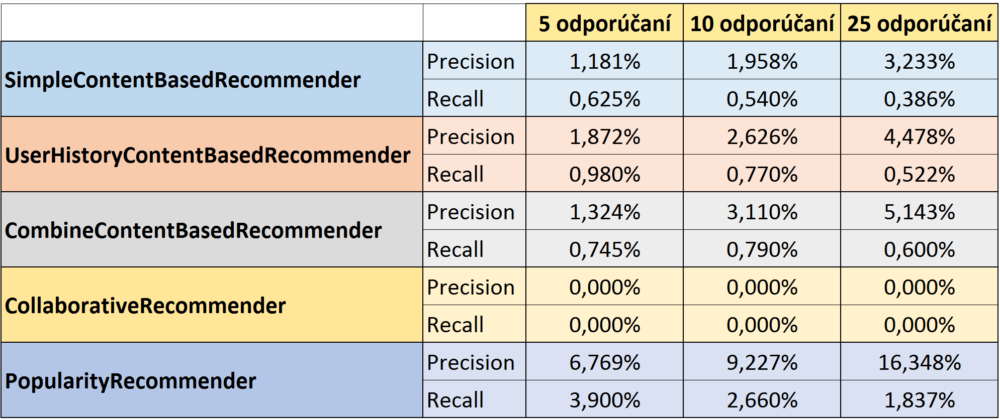 5 odporúčaní 10 odporúčaní 25 odporúčaní
SimpleContentBasedRecommender
Precision 1,181% 1,958% 3,233%
Recall 0,625% 0,540% 0,386%
UserHistoryContentBasedRecommender
Precision 1,872% 2,626% 4,478%
Recall 0,980% 0,770% 0,522%
CombineContentBasedRecommender
Precision 1,324% 3,110% 5,143%
Recall 0,745% 0,790% 0,600%
CollaborativeRecommender
Precision 0,000% 0,000% 0,000%
Recall 0,000% 0,000% 0,000%
PopularityRecommender
Precision 6,769% 9,227% 16,348%
Recall 3,900% 2,660% 1,837%